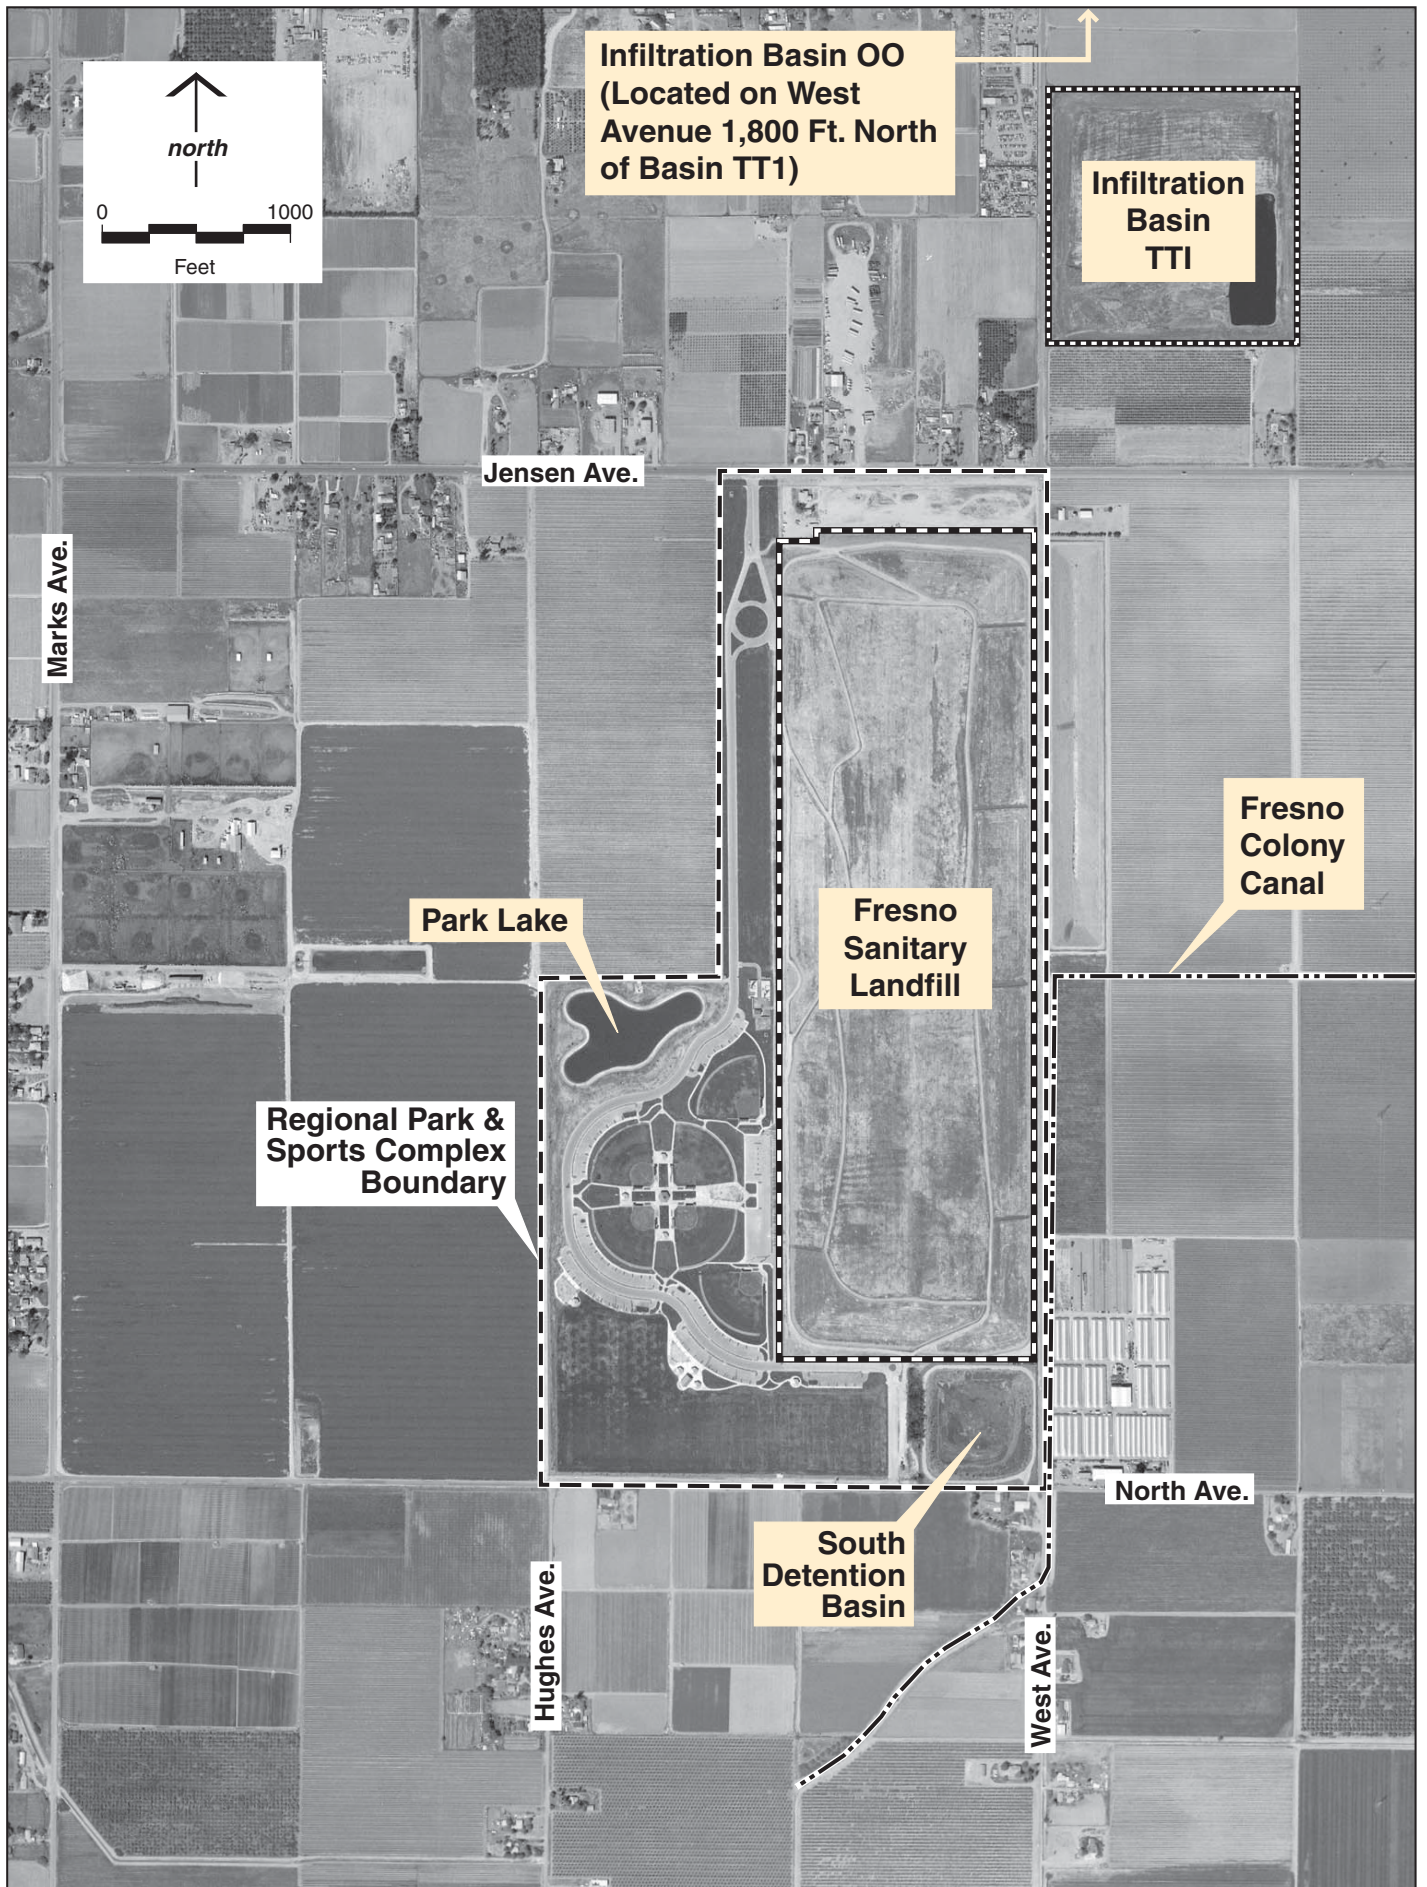 Infiltration Basin OO
(Located on West
Avenue 1,800 Ft. North
of Basin TT1)
north
0 1000
Feet
Infiltration
Basin
TTI
Jensen Ave.
Marks Ave.
Fresno
Colony
Canal
Park Lake
Fresno
Sanitary
Landfill
Regional Park &
Sports Complex
Boundary
North Ave.
South
Detention
Basin
Hughes Ave.
West Ave.